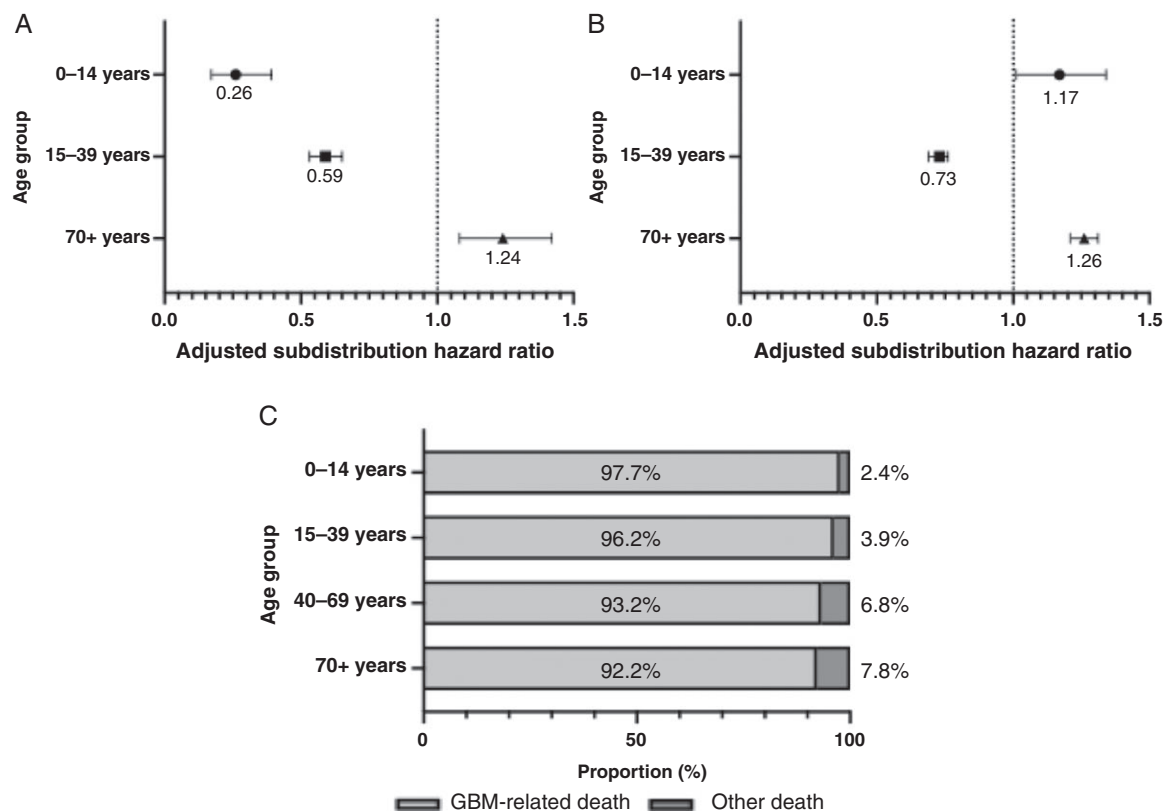 A
Age group
0–14 years
0.26
15–39 years
0.59
70+ years
1.24
0.0 0.5 1.0 1.5
Adjusted subdistribution hazard ratio
B
Age group
0–14 years
1.17
15–39 years
0.73
70+ years
1.26
0.0 0.5 1.0 1.5
Adjusted subdistribution hazard ratio
C
Age group
0–14 years 97.7% 2.4%
15–39 years 96.2% 3.9%
40–69 years 93.2% 6.8%
70+ years 92.2% 7.8%
0 50 100
Proportion (%)
GBM-related death Other death